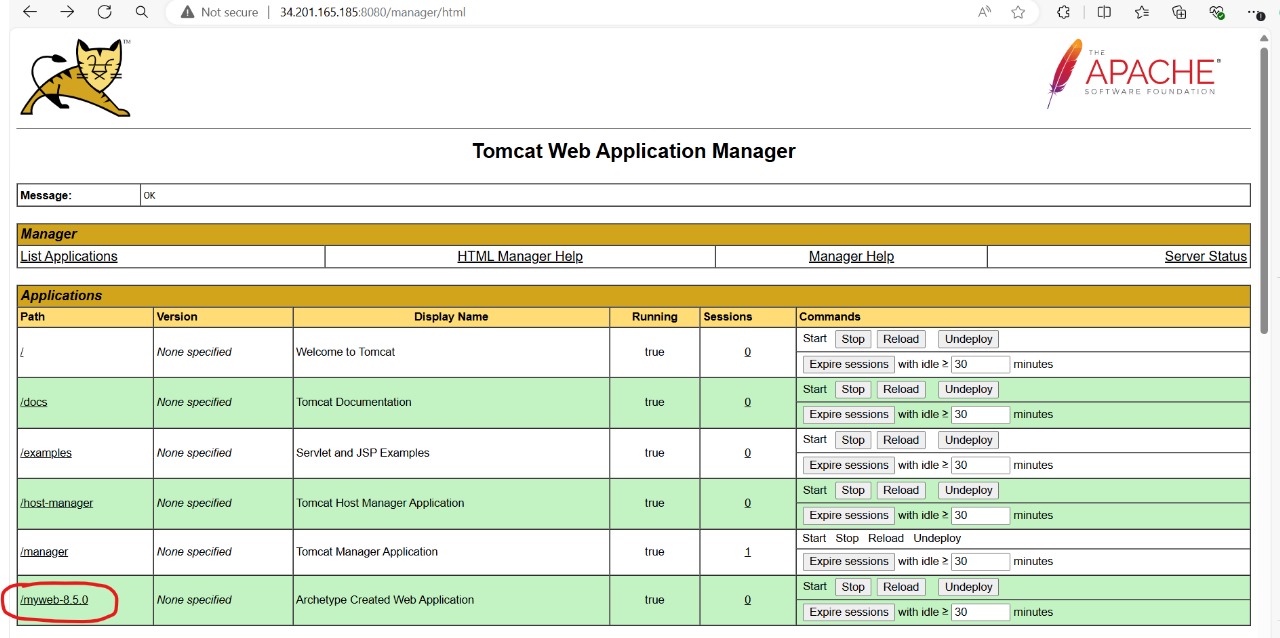 Not secure | 34.201.165.185:8080/manager/html
TM
THE
APACHE®
SOFTWARE FOUNDATION
Tomcat Web Application Manager
Message: OK
Manager
List Applications HTML Manager Help Manager Help Server Status
Applications
Path Version Display Name Running Sessions Commands
/ None specified Welcome to Tomcat true 0 Start Stop Reload Undeploy
Expire sessions with idle ≥ 30 minutes
/docs None specified Tomcat Documentation true 0 Start Stop Reload Undeploy
Expire sessions with idle ≥ 30 minutes
/examples None specified Servlet and JSP Examples true 0 Start Stop Reload Undeploy
Expire sessions with idle ≥ 30 minutes
/host-manager None specified Tomcat Host Manager Application true 0 Start Stop Reload Undeploy
Expire sessions with idle ≥ 30 minutes
/manager None specified Tomcat Manager Application true 1 Start Stop Reload Undeploy
Expire sessions with idle ≥ 30 minutes
/myweb-8.5.0 None specified Archetype Created Web Application true 0 Start Stop Reload Undeploy
Expire sessions with idle ≥ 30 minutes